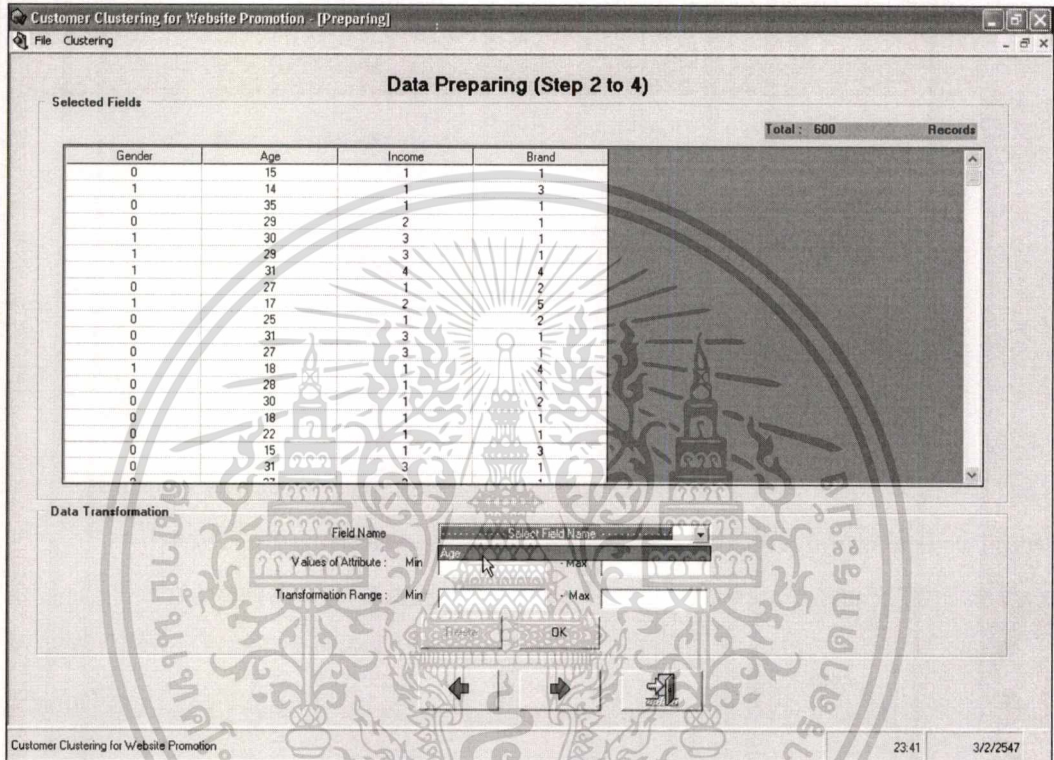 Customer Clustering for Website Promotion - [Preparing]
File Clustering
Data Preparing (Step 2 to 4)
Selected Fields
Total : 600 Records
Gender Age Income Brand
0 15 1 1
1 14 1 3
0 35 1 1
0 29 2 1
1 30 3 1
1 29 3 1
1 31 4 4
0 27 1 2
1 17 2 5
0 25 1 2
0 31 3 1
0 27 3 1
1 18 1 4
0 28 1 1
0 30 1 2
0 18 1 1
0 22 1 1
0 15 1 3
0 31 3 1
Data Transformation
Field Name Select Field Name
Age
Values of Attribute : Min - Max
Transformation Range : Min - Max
OK
Customer Clustering for Website Promotion 23:41 3/2/2547